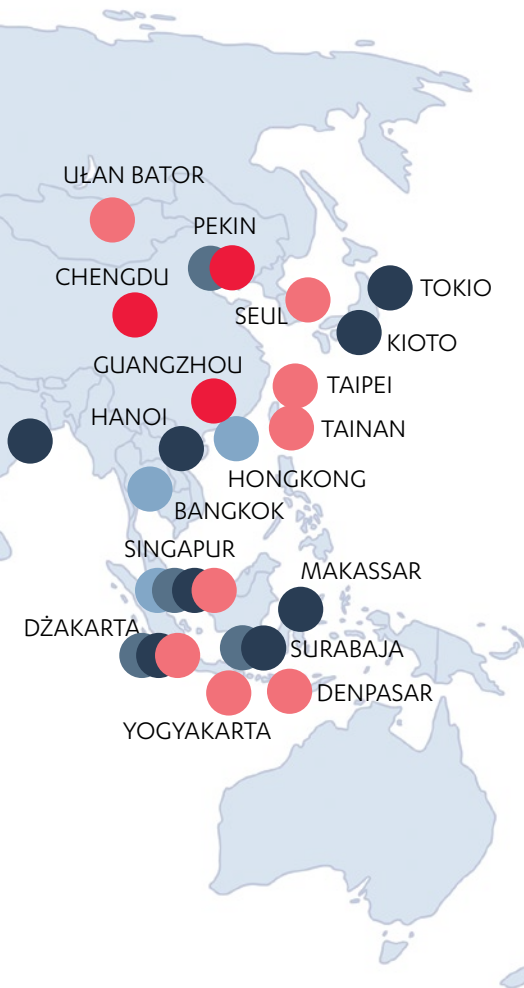 UŁAN BATOR
PEKIN
CHENGDU
TOKIO
SEUL
KIOTO
GUANGZHOU
TAIPEI
HANOI
TAINAN
HONGKONG
BANGKOK
SINGAPUR
MAKASSAR
DŻAKARTA
SURABAJA
DENPASAR
YOGYAKARTA